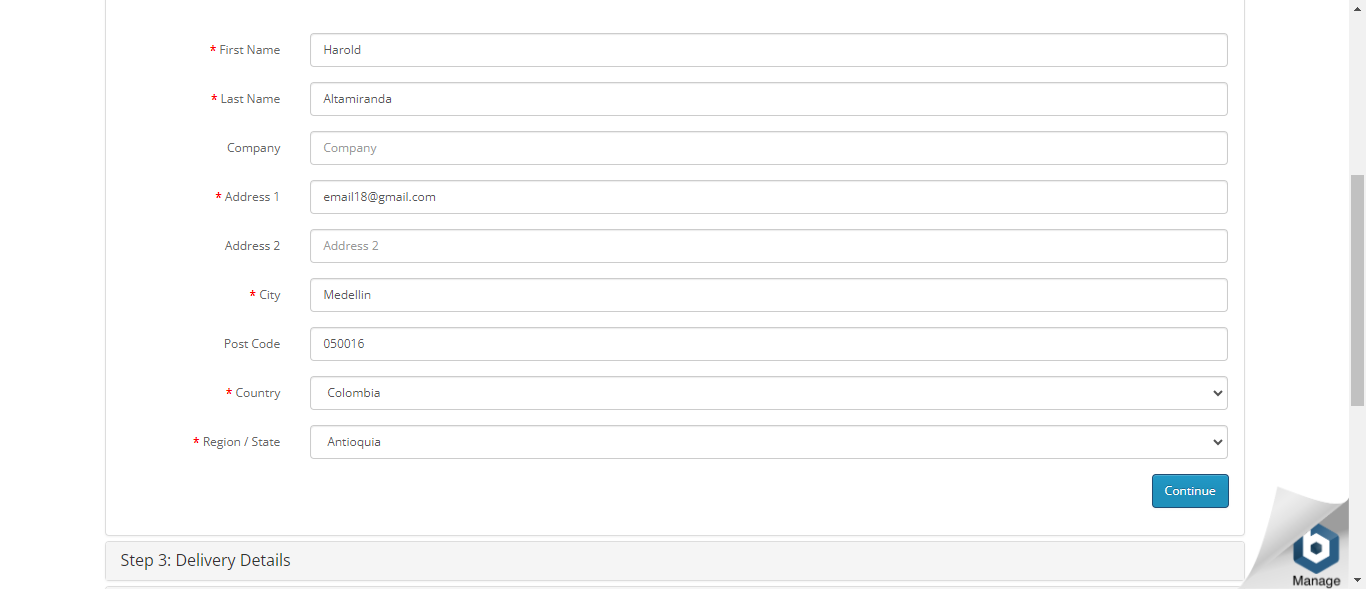 * First Name Harold
* Last Name Altamiranda
Company Company
* Address 1 email18@gmail.com
Address 2 Address 2
* City Medellin
Post Code 050016
* Country Colombia
* Region / State Antioquia
Continue
Step 3: Delivery Details
b
Manage